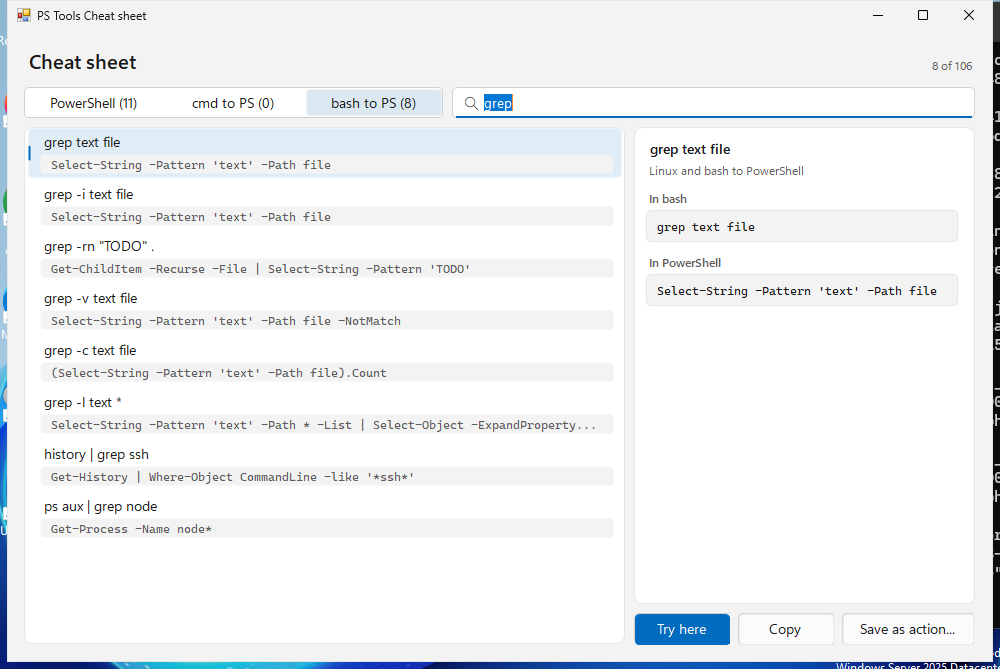 PS Tools Cheat sheet
Cheat sheet
8 of 106
PowerShell (11)
cmd to PS (0)
bash to PS (8)
grep
grep text file
Select-String -Pattern 'text' -Path file
grep -i text file
Select-String -Pattern 'text' -Path file
grep -rn "TODO" .
Get-ChildItem -Recurse -File | Select-String -Pattern 'TODO'
grep -v text file
Select-String -Pattern 'text' -Path file -NotMatch
grep -c text file
(Select-String -Pattern 'text' -Path file).Count
grep -l text *
Select-String -Pattern 'text' -Path * -List | Select-Object -ExpandProperty...
history | grep ssh
Get-History | Where-Object CommandLine -like '*ssh*'
ps aux | grep node
Get-Process -Name node*
grep text file
Linux and bash to PowerShell
In bash
grep text file
In PowerShell
Select-String -Pattern 'text' -Path file
Try here
Copy
Save as action...
Windows Server 2025 Datacent